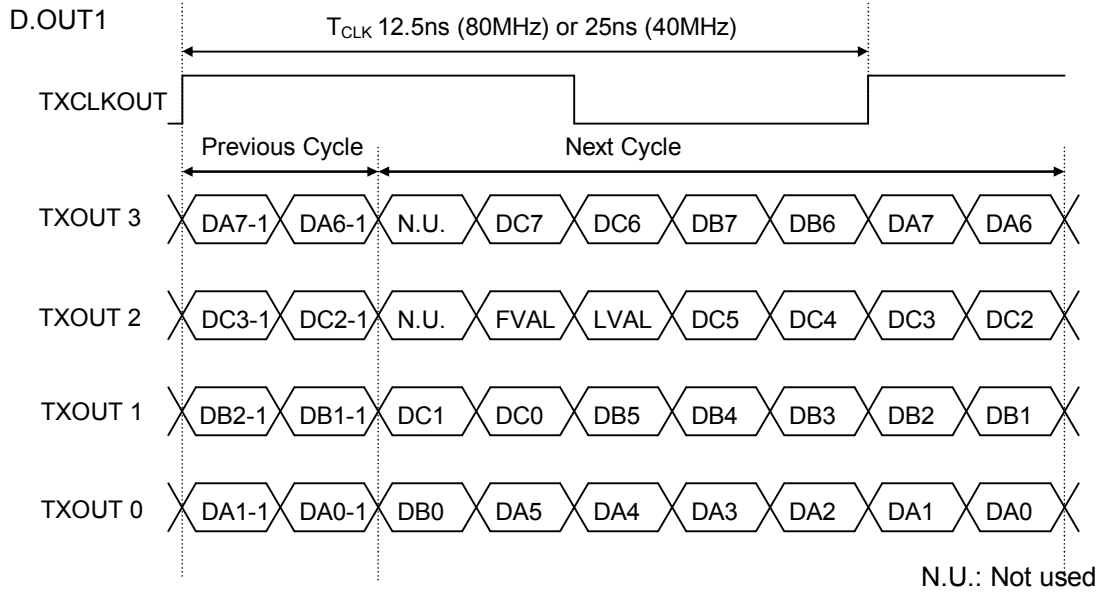 D.OUT1
TCLK 12.5ns (80MHz) or 25ns (40MHz)
TXCLKOUT
Previous Cycle Next Cycle
TXOUT 3 DA7-1 DA6-1 N.U. DC7 DC6 DB7 DB6 DA7 DA6
TXOUT 2 DC3-1 DC2-1 N.U. FVAL LVAL DC5 DC4 DC3 DC2
TXOUT 1 DB2-1 DB1-1 DC1 DC0 DB5 DB4 DB3 DB2 DB1
TXOUT 0 DA1-1 DA0-1 DB0 DA5 DA4 DA3 DA2 DA1 DA0
N.U.: Not used